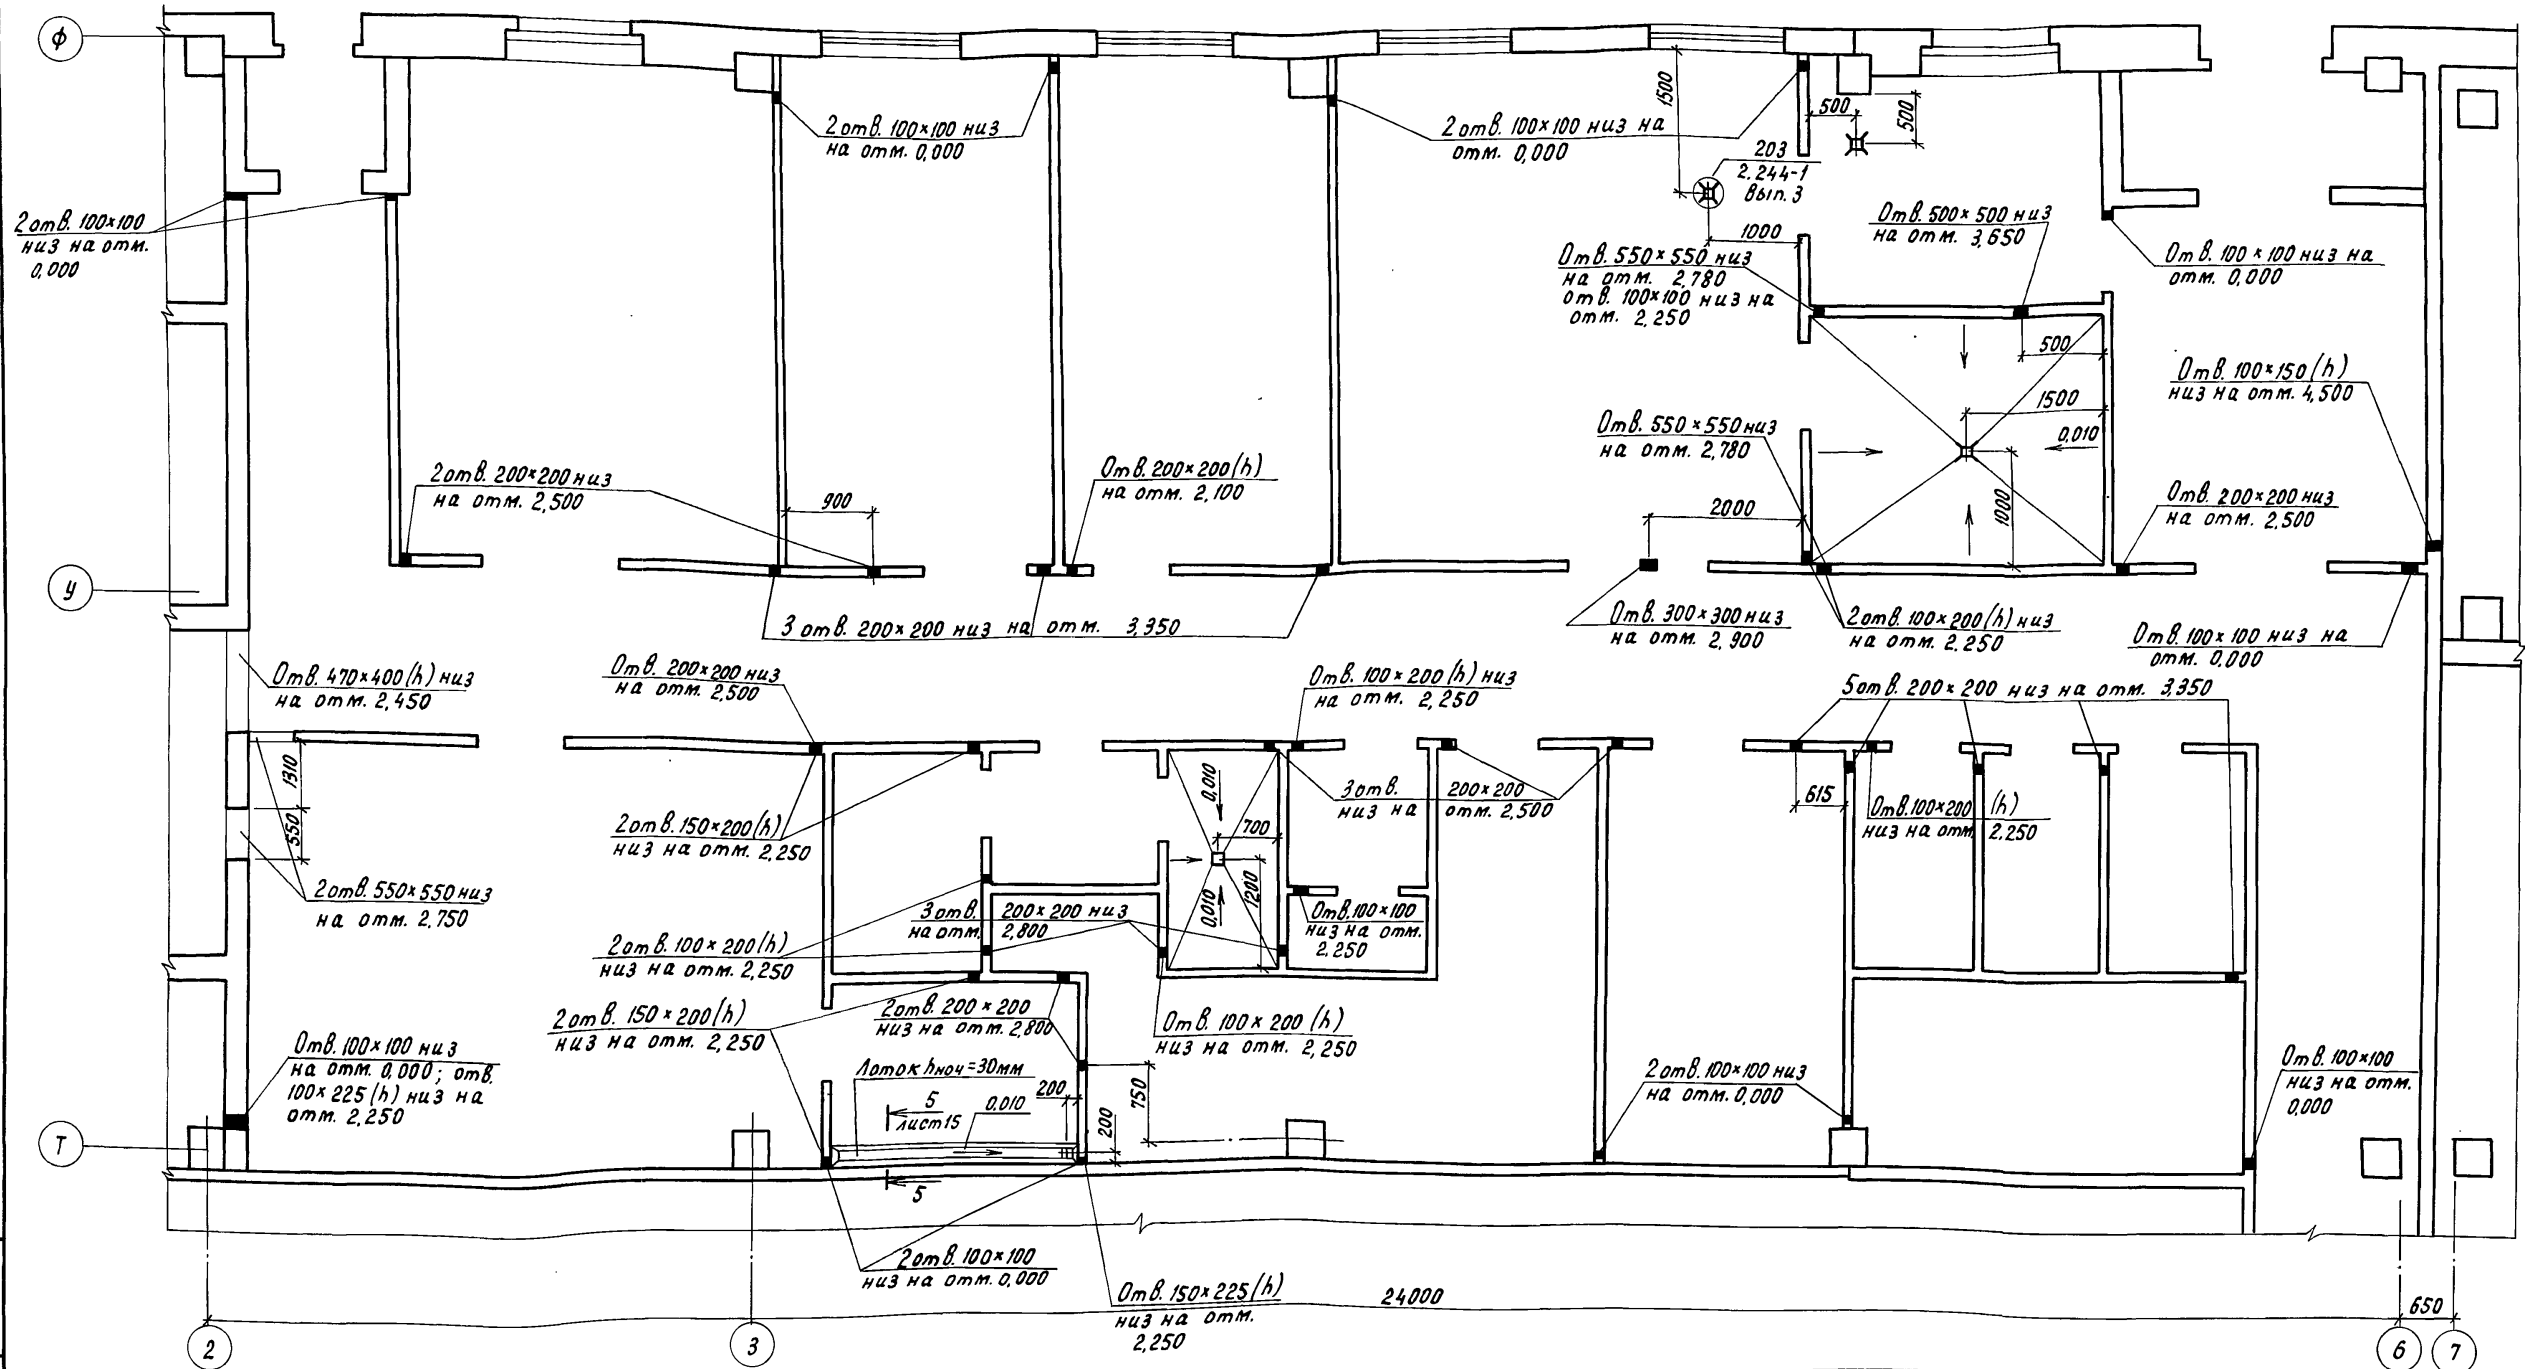 Ф
2 отв. 100×100 низ
на отм. 0,000
2 отв. 100×100 низ на
отм. 0,000
1500
500
500
203
2.244-1
Вып. 3
2 отв. 100×100
низ на отм.
0,000
1000
Отв. 500×500 низ
на отм. 3,650
Отв. 550×550 низ
на отм. 2,780
отв. 100×100 низ на
отм. 2,250
Отв. 100×100 низ на
отм. 0,000
500
1500
0,010
1000
Отв. 100×150(h)
низ на отм. 4,500
Отв. 550×550 низ
на отм. 2,780
2 отв. 200×200 низ
на отм. 2,500
900
Отв. 200×200(h)
на отм. 2,100
2000
Отв. 200×200 низ
на отм. 2,500
У
3 отв. 200×200 низ на отм. 3,350
Отв. 300×300 низ
на отм. 2,900
2 отв. 100×200(h) низ
на отм. 2,250
Отв. 100×100 низ на
отм. 0,000
Отв. 470×400(h) низ
на отм. 2,450
Отв. 200×200 низ
на отм. 2,500
Отв. 100×200(h) низ
на отм. 2,250
5 отв. 200×200 низ на отм. 3,350
1310
550
0,010
700
1200
0,010
3 отв. 200×200
низ на отм. 2,500
615
Отв. 100×200 (h)
низ на отм. 2,250
2 отв. 150×200(h)
низ на отм. 2,250
2 отв. 550×550 низ
на отм. 2,750
3 отв. 200×200 низ
на отм. 2,800
Отв. 100×100
низ на отм.
2,250
2 отв. 100×200(h)
низ на отм. 2,250
2 отв. 150×200(h)
низ на отм. 2,250
2 отв. 200×200
низ на отм. 2,800
Отв. 100×200 (h)
низ на отм. 2,250
Отв. 100×100 низ
на отм. 0,000; отв.
100×225(h) низ на
отм. 2,250
Лоток hнач=30мм
200
5
лист 15
0,010
750
200
2 отв. 100×100 низ
на отм. 0,000
Отв. 100×100
низ на отм.
0,000
Т
5
2 отв. 100×100
низ на отм. 0,000
Отв. 150×225(h)
низ на отм.
2,250
24000
650
2
3
6
7